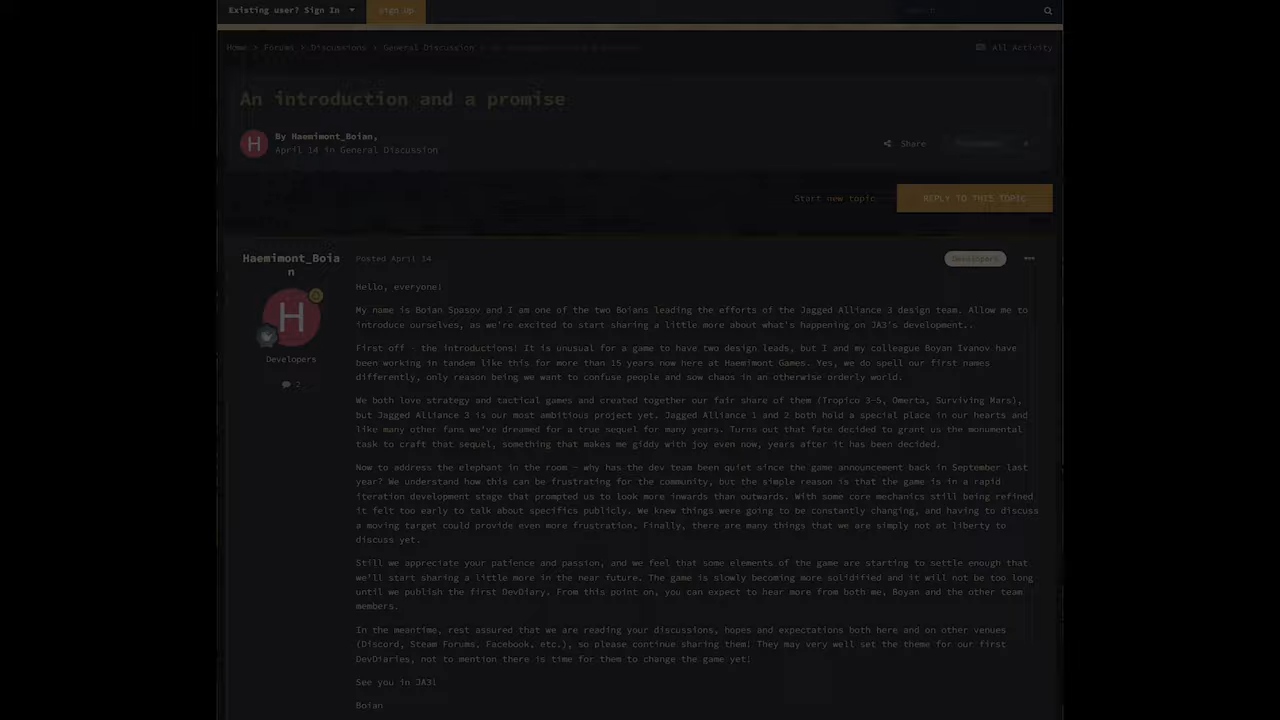 Existing user? Sign In
Sign Up
Home > Forums > Discussions > General Discussion >
All Activity
An introduction and a promise
H
By Haemimont_Boian,
April 14 in General Discussion
Share
Start new topic
REPLY TO THIS TOPIC
Haemimont_Boia
n
Posted April 14
Developers
H
Developers
2
Hello, everyone!
My name is Boian Spasov and I am one of the two Boians leading the efforts of the Jagged Alliance 3 design team. Allow me to
introduce ourselves, as we're excited to start sharing a little more about what's happening on JA3's development..
First off – the introductions! It is unusual for a game to have two design leads, but I and my colleague Boyan Ivanov have
been working in tandem like this for more than 15 years now here at Haemimont Games. Yes, we do spell our first names
differently, only reason being we want to confuse people and sow chaos in an otherwise orderly world.
We both love strategy and tactical games and created together our fair share of them (Tropico 3-5, Omerta, Surviving Mars),
but Jagged Alliance 3 is our most ambitious project yet. Jagged Alliance 1 and 2 both hold a special place in our hearts and
like many other fans we've dreamed for a true sequel for many years. Turns out that fate decided to grant us the monumental
task to craft that sequel, something that makes me giddy with joy even now, years after it has been decided.
Now to address the elephant in the room – why has the dev team been quiet since the game announcement back in September last
year? We understand how this can be frustrating for the community, but the simple reason is that the game is in a rapid
iteration development stage that prompted us to look more inwards than outwards. With some core mechanics still being refined
it felt too early to talk about specifics publicly. We knew things were going to be constantly changing, and having to discuss
a moving target could provide even more frustration. Finally, there are many things that we are simply not at liberty to
discuss yet.
Still we appreciate your patience and passion, and we feel that some elements of the game are starting to settle enough that
we'll start sharing a little more in the near future. The game is slowly becoming more solidified and it will not be too long
until we publish the first DevDiary. From this point on, you can expect to hear more from both me, Boyan and the other team
members.
In the meantime, rest assured that we are reading your discussions, hopes and expectations both here and on other venues
(Discord, Steam Forums, Facebook, etc.), so please continue sharing them! They may very well set the theme for our first
DevDiaries, not to mention there is time for them to change the game yet!
See you in JA3!
Boian